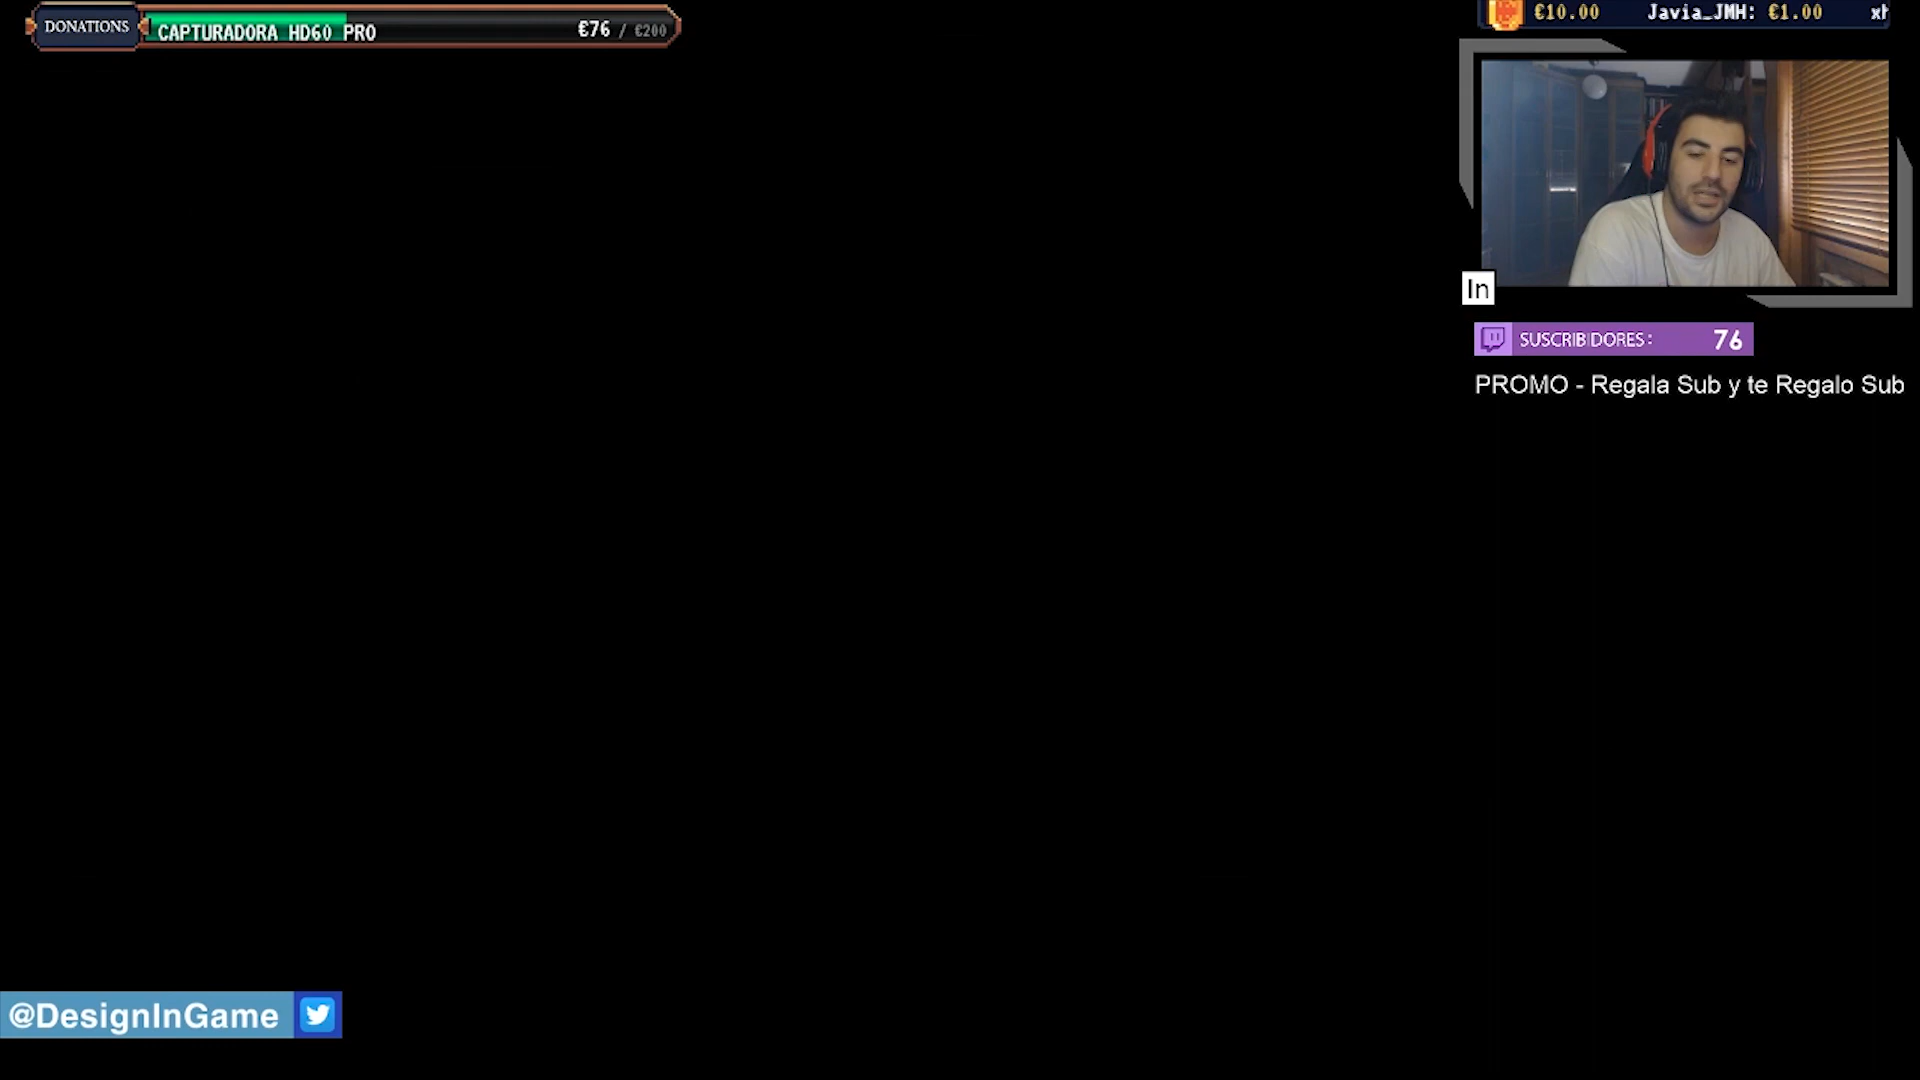 DONATIONS
CAPTURADORA HD60 PRO €76 / €200
€10.00 Javia_JMH: €1.00
In
SUSCRIBIDORES: 76
PROMO - Regala Sub y te Regalo Sub
@DesignInGame